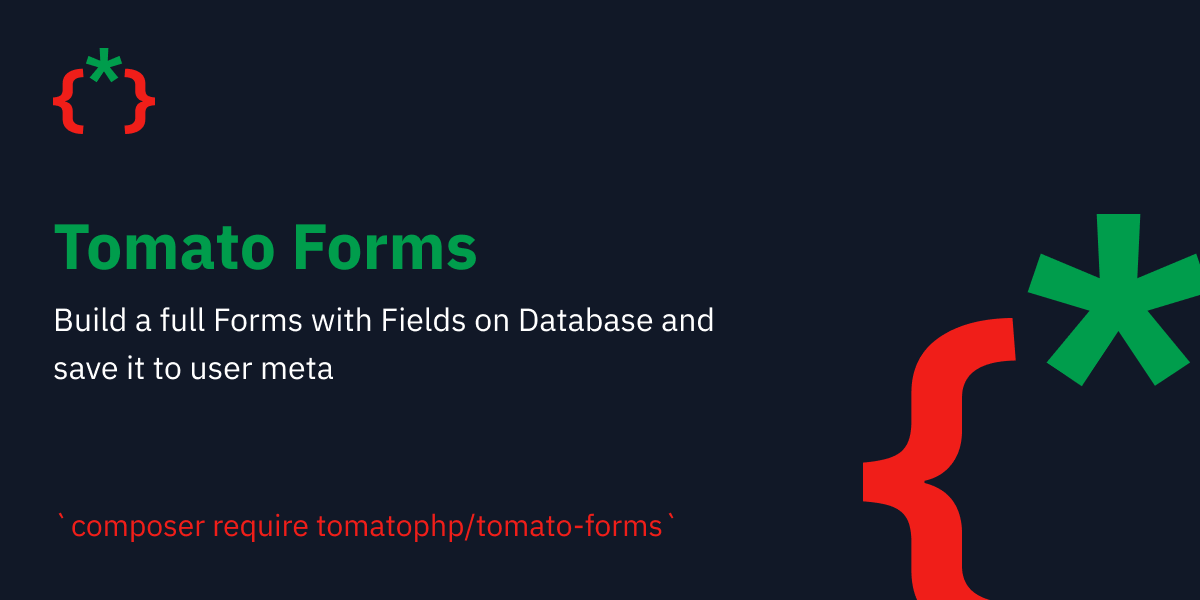 {*}
Tomato Forms
Build a full Forms with Fields on Database and
save it to user meta
`composer require tomatophp/tomato-forms`